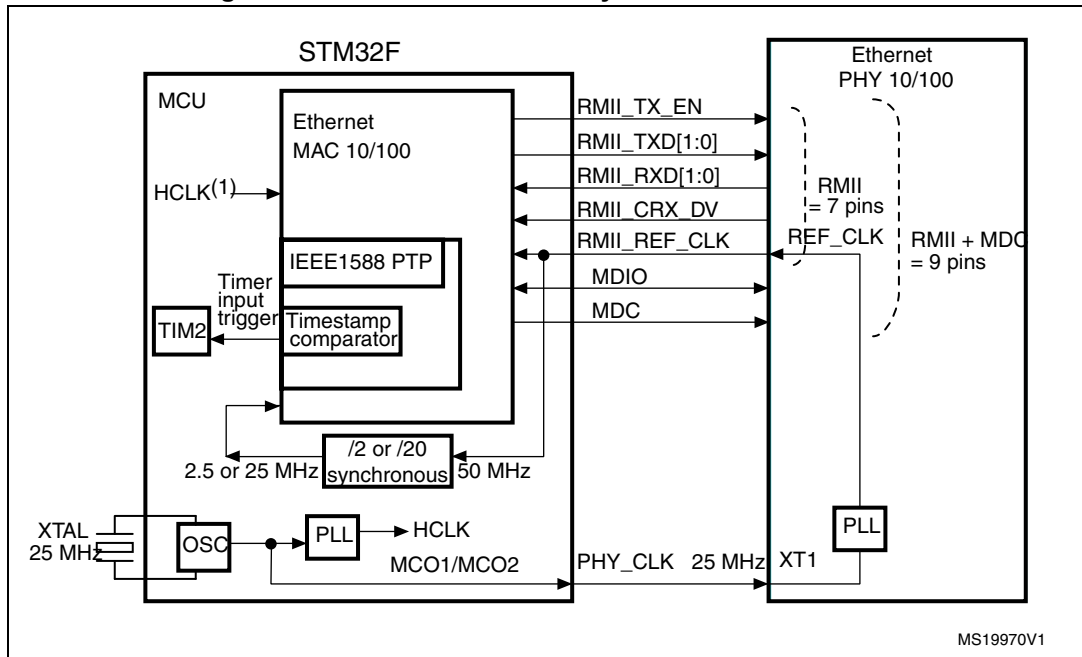 STM32F
Ethernet
PHY 10/100
MCU
Ethernet
MAC 10/100
HCLK(1)
IEEE1588 PTP
Timer
input
trigger
TIM2
Timestamp
comparator
/2 or /20
synchronous
2.5 or 25 MHz
50 MHz
XTAL
25 MHz
OSC
PLL
HCLK
MCO1/MCO2
RMII_TX_EN
RMII_TXD[1:0]
RMII_RXD[1:0]
RMII_CRX_DV
RMII_REF_CLK
MDIO
MDC
PHY_CLK 25 MHz
XT1
REF_CLK
RMII
= 7 pins
RMII + MDC
= 9 pins
PLL
MS19970V1